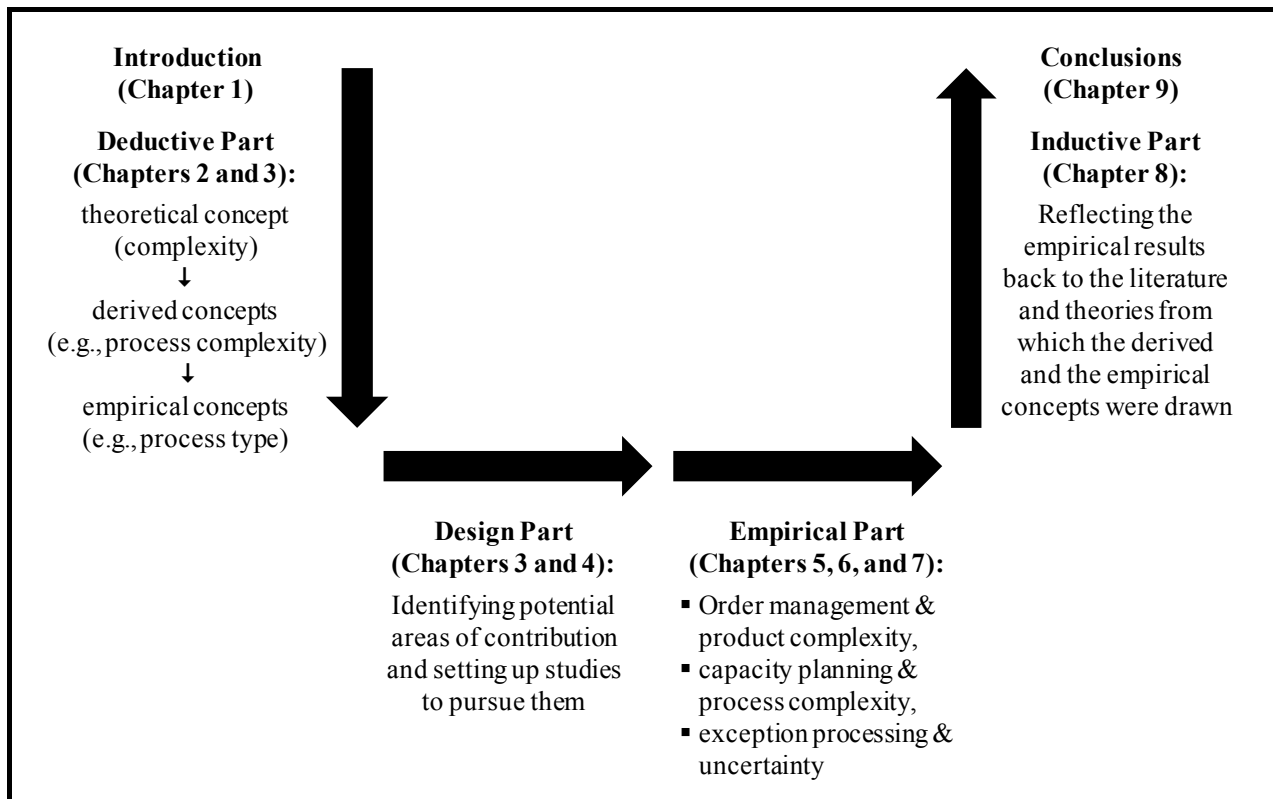 Introduction
(Chapter 1)
Deductive Part
(Chapters 2 and 3):
theoretical concept
(complexity)
derived concepts
(e.g., process complexity)
empirical concepts
(e.g., process type)
Design Part
(Chapters 3 and 4):
Identifying potential
areas of contribution
and setting up studies
to pursue them
Empirical Part
(Chapters 5, 6, and 7):
▪ Order management &
product complexity,
▪ capacity planning &
process complexity,
▪ exception processing &
uncertainty
Conclusions
(Chapter 9)
Inductive Part
(Chapter 8):
Reflecting the
empirical results
back to the literature
and theories from
which the derived
and the empirical
concepts were drawn